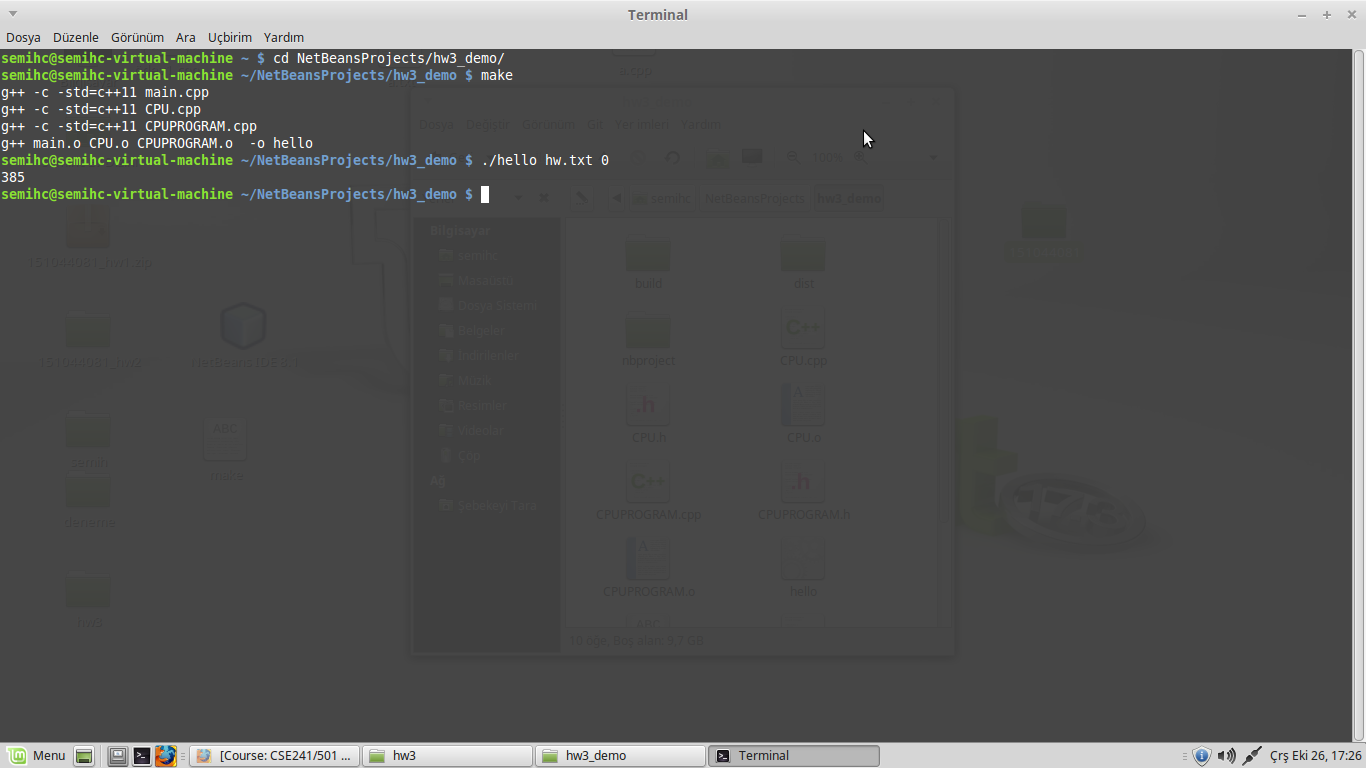 Terminal
Dosya Düzenle Görünüm Ara Uçbirim Yardım
semihc@semihc-virtual-machine ~ $ cd NetBeansProjects/hw3_demo/
semihc@semihc-virtual-machine ~/NetBeansProjects/hw3_demo $ make
g++ -c -std=c++11 main.cpp
g++ -c -std=c++11 CPU.cpp
g++ -c -std=c++11 CPUPROGRAM.cpp
g++ main.o CPU.o CPUPROGRAM.o  -o hello
semihc@semihc-virtual-machine ~/NetBeansProjects/hw3_demo $ ./hello hw.txt 0
385
semihc@semihc-virtual-machine ~/NetBeansProjects/hw3_demo $
Dosya Değiştir Görünüm Git Yer imleri Yardım
100%
semihc NetBeansProjects hw3_demo
Bilgisayar
semihc
Masaüstü
Dosya Sistemi
Belgeler
İndirilenler
Müzik
Resimler
Videolar
Çöp
Ağ
Şebekeyi Tara
build dist
C++
nbproject CPU.cpp
.h A
CPU.h CPU.o
C++ .h
CPUPROGRAM.cpp CPUPROGRAM.h
A
CPUPROGRAM.o hello
ABC
10 öge, Boş alan: 9,7 GB
151044081_hw1.zip
151044081_hw2
ABC
semih make
deneme
hw3
Menu [Course: CSE241/501 ... hw3 hw3_demo Terminal Çrş Eki 26, 17:26